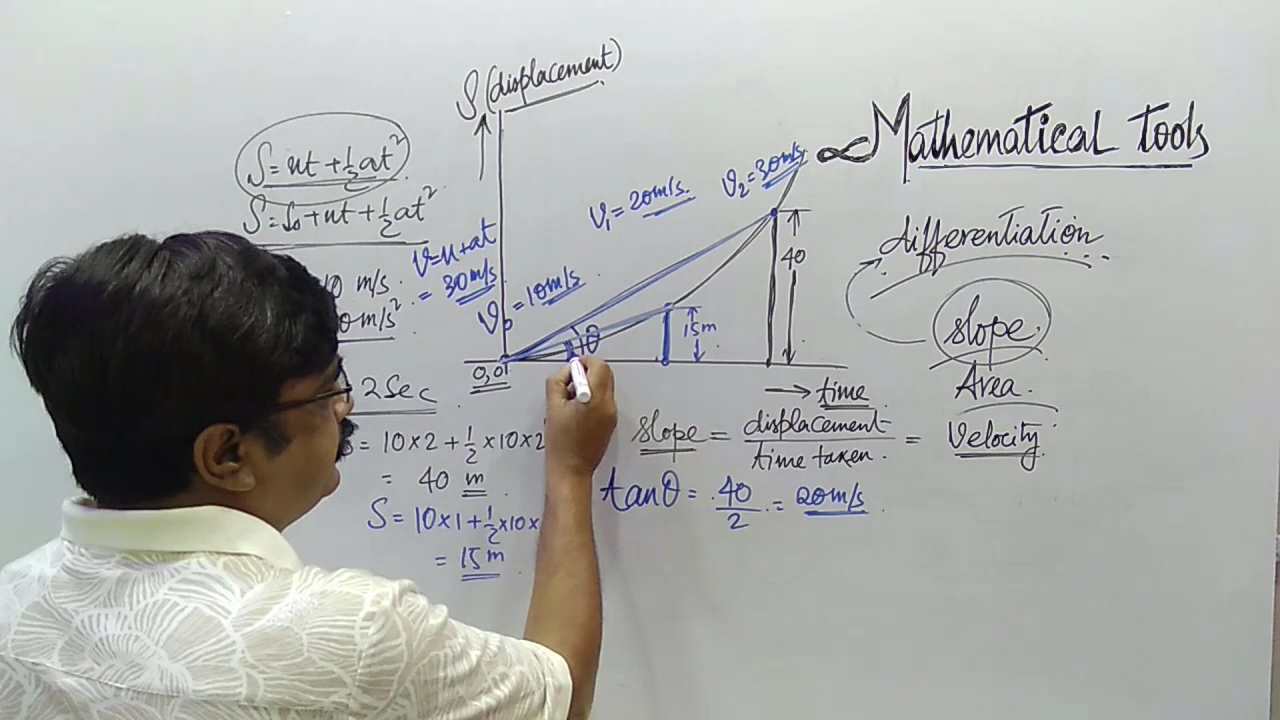 S (displacement)
∝ Mathematical Tools
S = ut + ½at²
S = S₀ + ut + ½at²
v = u + at
= 30 m/s
10 m/s
m/s²
2 Sec
S = 10 × 2 + ½ × 10 × 2
= 40 m
S = 10 × 1 + ½ × 10 ×
= 15 m
v₀ = 10 m/s
v₁ = 20 m/s
v₂ = 30 m/s
θ
15 m
40
0,0
→ time
slope = displacement / time taken = Velocity
tanθ = 40/2 = 20 m/s
differentiation
slope
Area